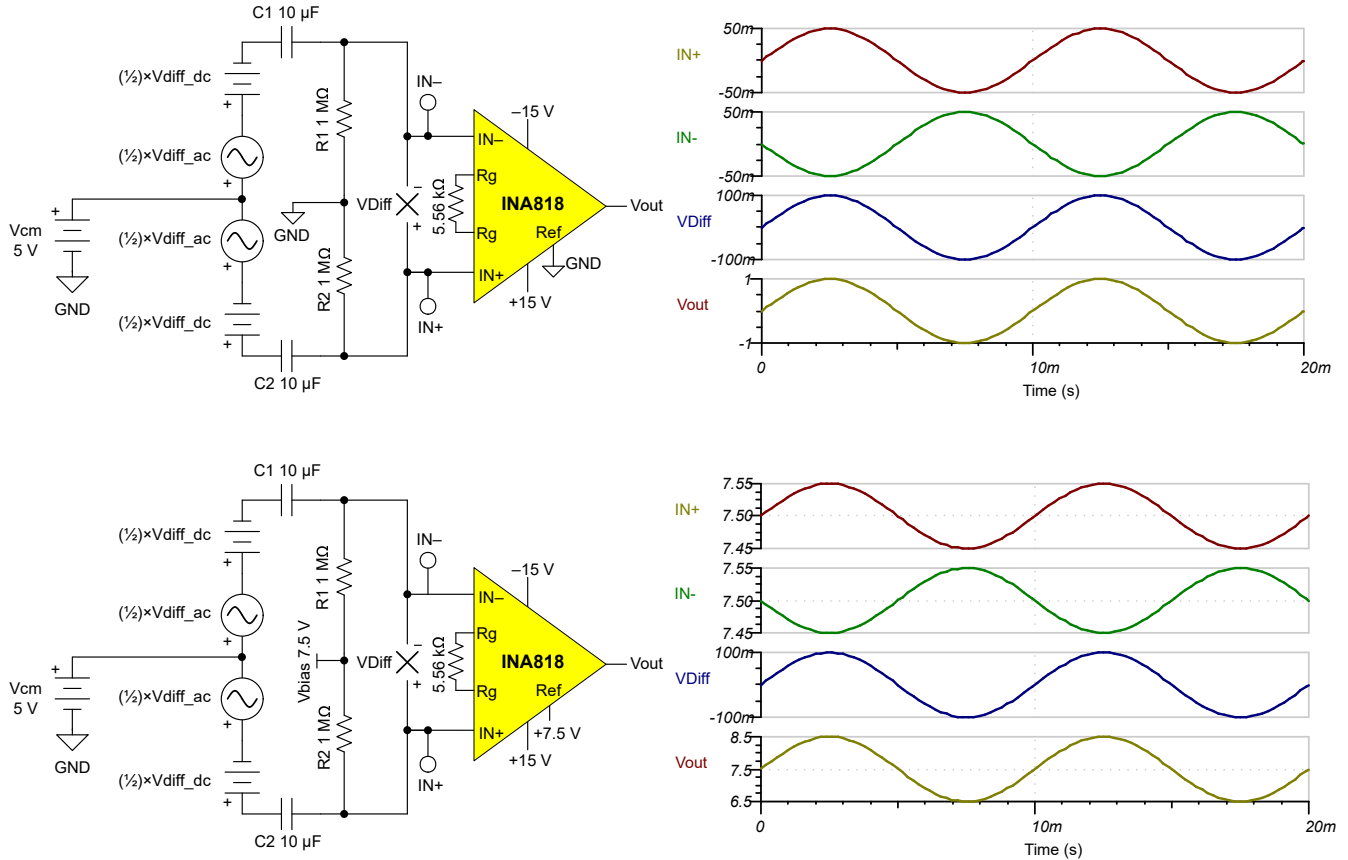 C1 10 µF
(½)×Vdiff_dc
+
(½)×Vdiff_ac
+
+
Vcm
5 V
GND
(½)×Vdiff_ac
+
(½)×Vdiff_dc
+
C2 10 µF
R1 1 MΩ
GND
R2 1 MΩ
VDiff
–
+
IN–
IN+
–15 V
IN–
Rg
5.56 kΩ
INA818
Rg
Ref
GND
IN+
+15 V
Vout
IN+
50m
-50m
IN-
50m
-50m
VDiff
100m
-100m
Vout
1
-1
0
10m
20m
Time (s)
C1 10 µF
(½)×Vdiff_dc
+
(½)×Vdiff_ac
+
+
Vcm
5 V
GND
(½)×Vdiff_ac
+
(½)×Vdiff_dc
+
C2 10 µF
R1 1 MΩ
Vbias 7.5 V
R2 1 MΩ
VDiff
–
+
IN–
IN+
–15 V
IN–
Rg
5.56 kΩ
INA818
Rg
Ref
+7.5 V
IN+
+15 V
Vout
IN+
7.55
7.50
7.45
IN-
7.55
7.50
7.45
VDiff
100m
-100m
Vout
8.5
7.5
6.5
0
10m
20m
Time (s)